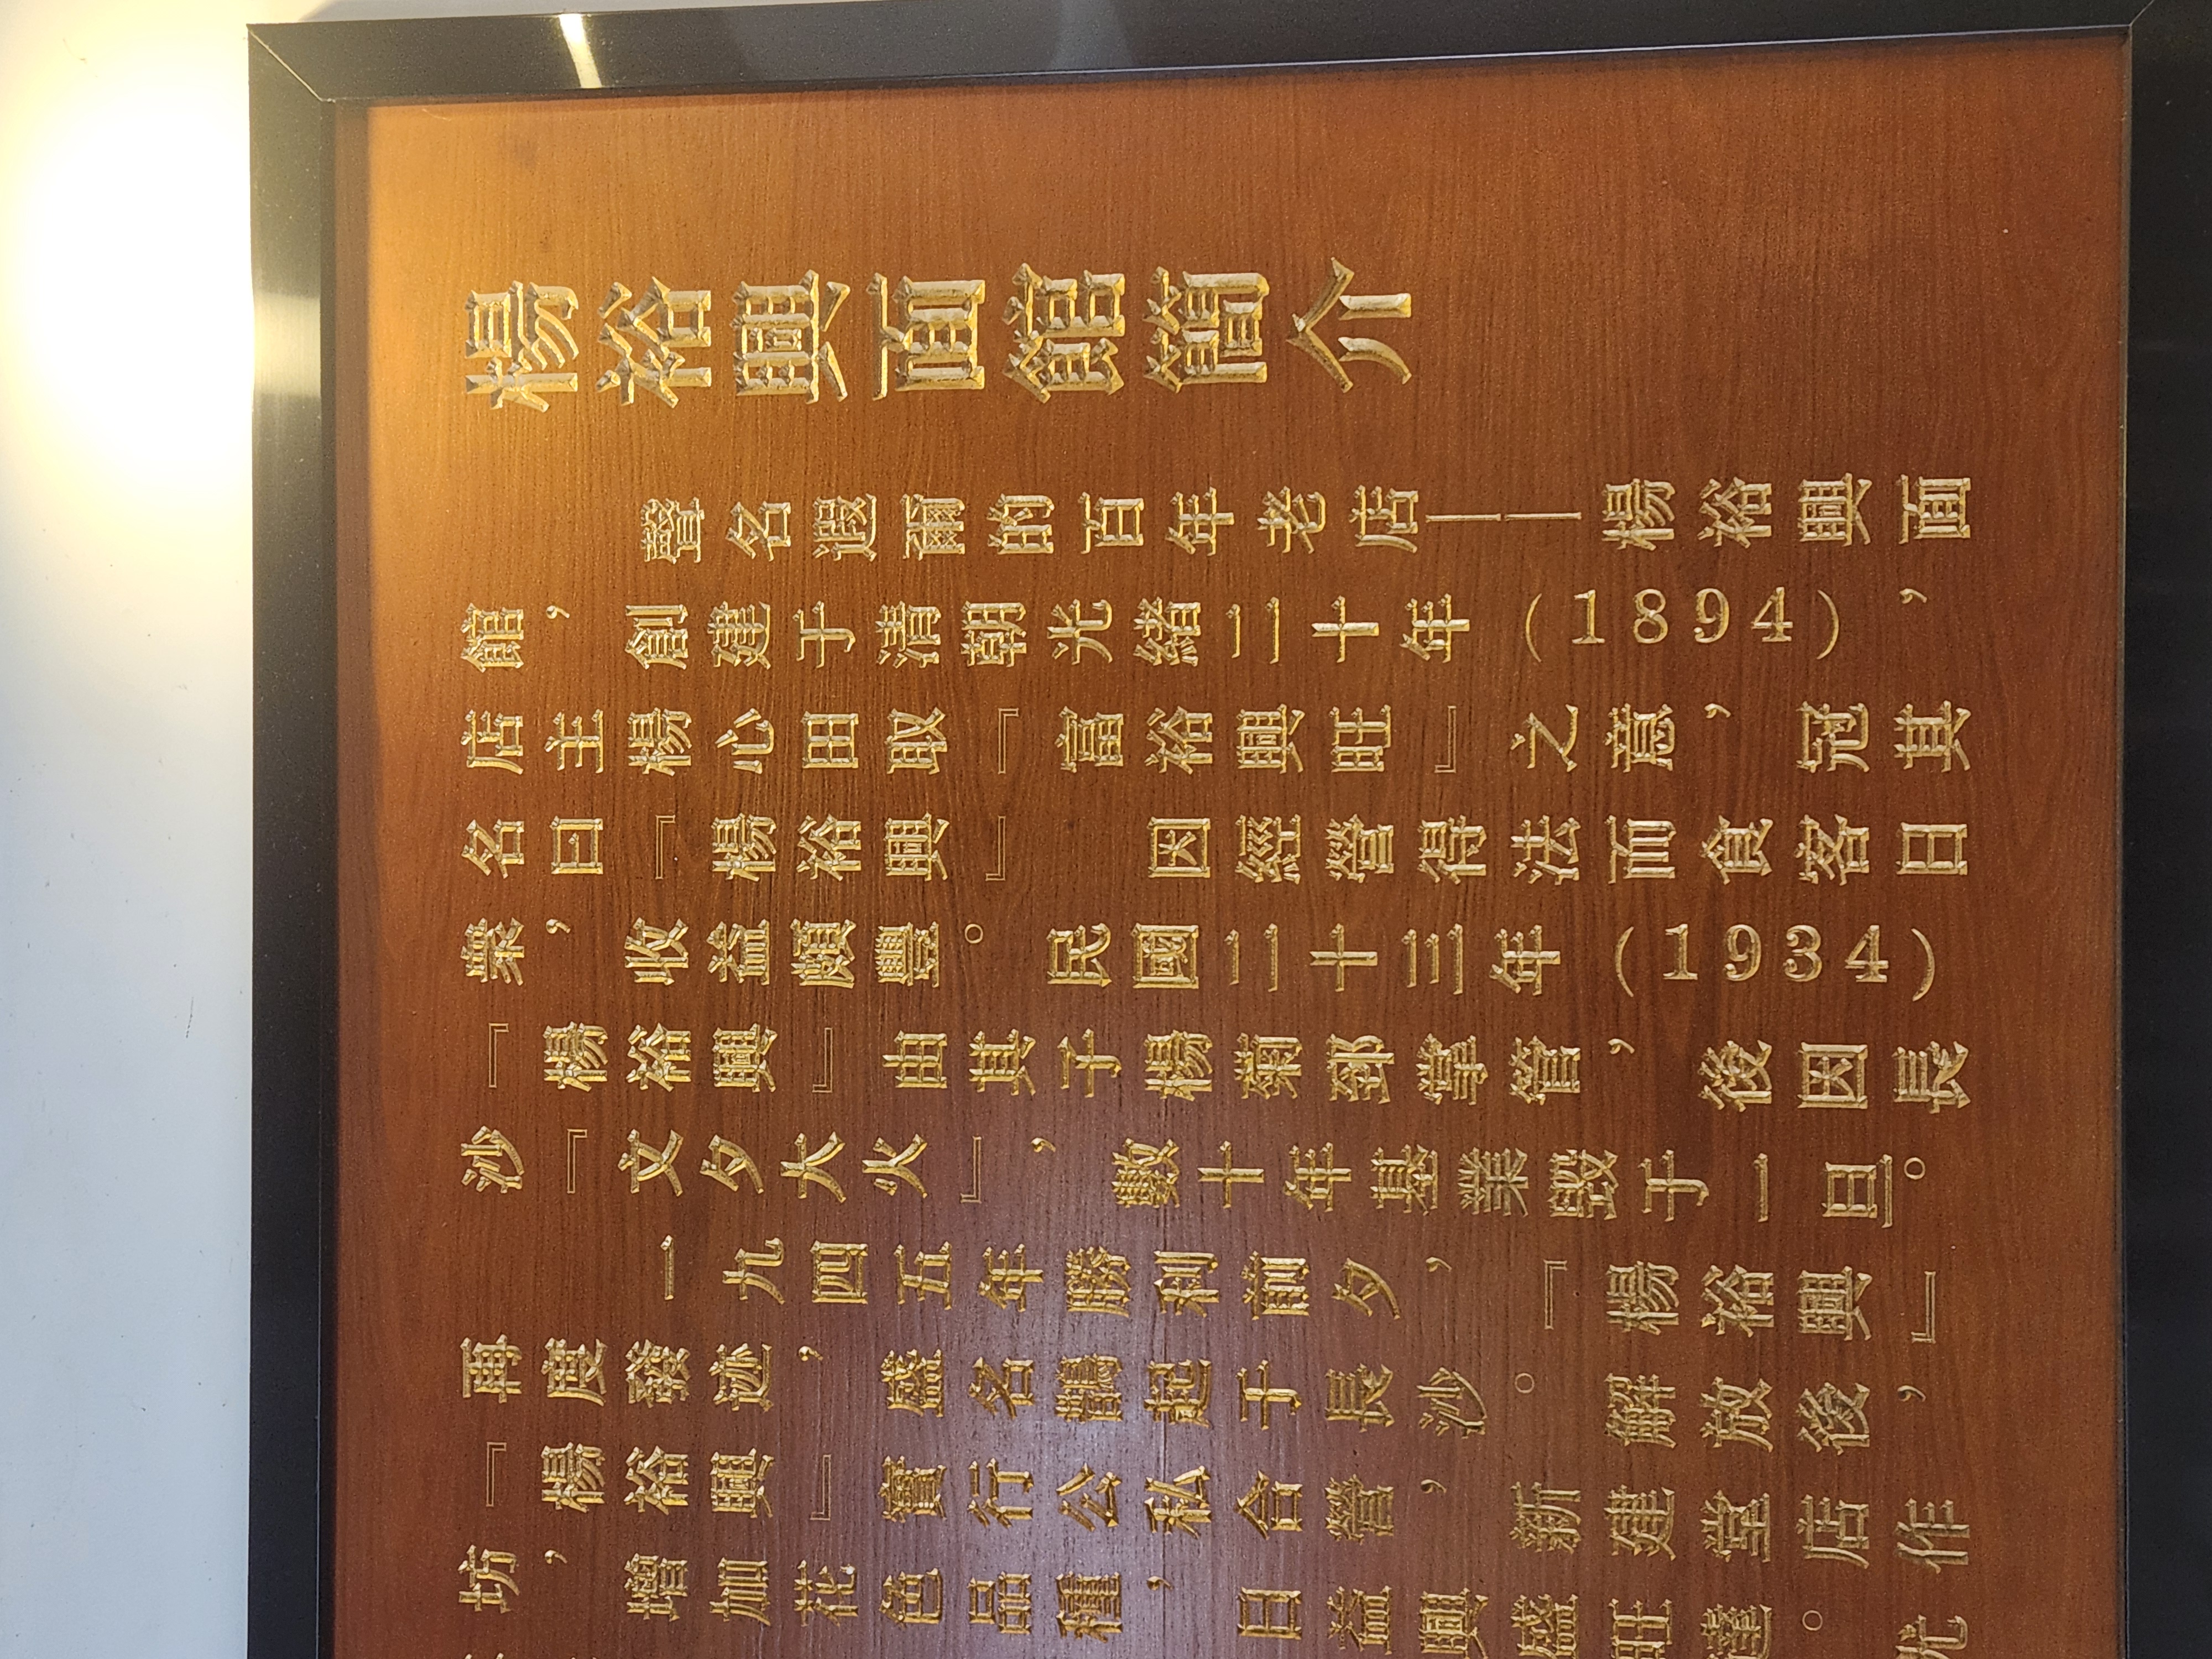 楊裕興面館簡介
聲名遐爾的百年老店——楊裕興面
館，創建于清朝光緒二十年(1894)，
店主楊心田取『富裕興旺』之意，冠其
名曰『楊裕興』 因經營得法而食客日
衆，收益頗豐。民國二十三年(1934)
『楊裕興』由其子楊菊郅掌管，後因長
沙『文夕大火』，數十年基業毀于一旦。
一九四五年勝利前夕，『楊裕興』
再度發迹，盛名鵲起于長沙。解放後，
『楊裕興』實行公私合營，新建堂店作
坊，增加花色品種，日益興盛旺達。尤